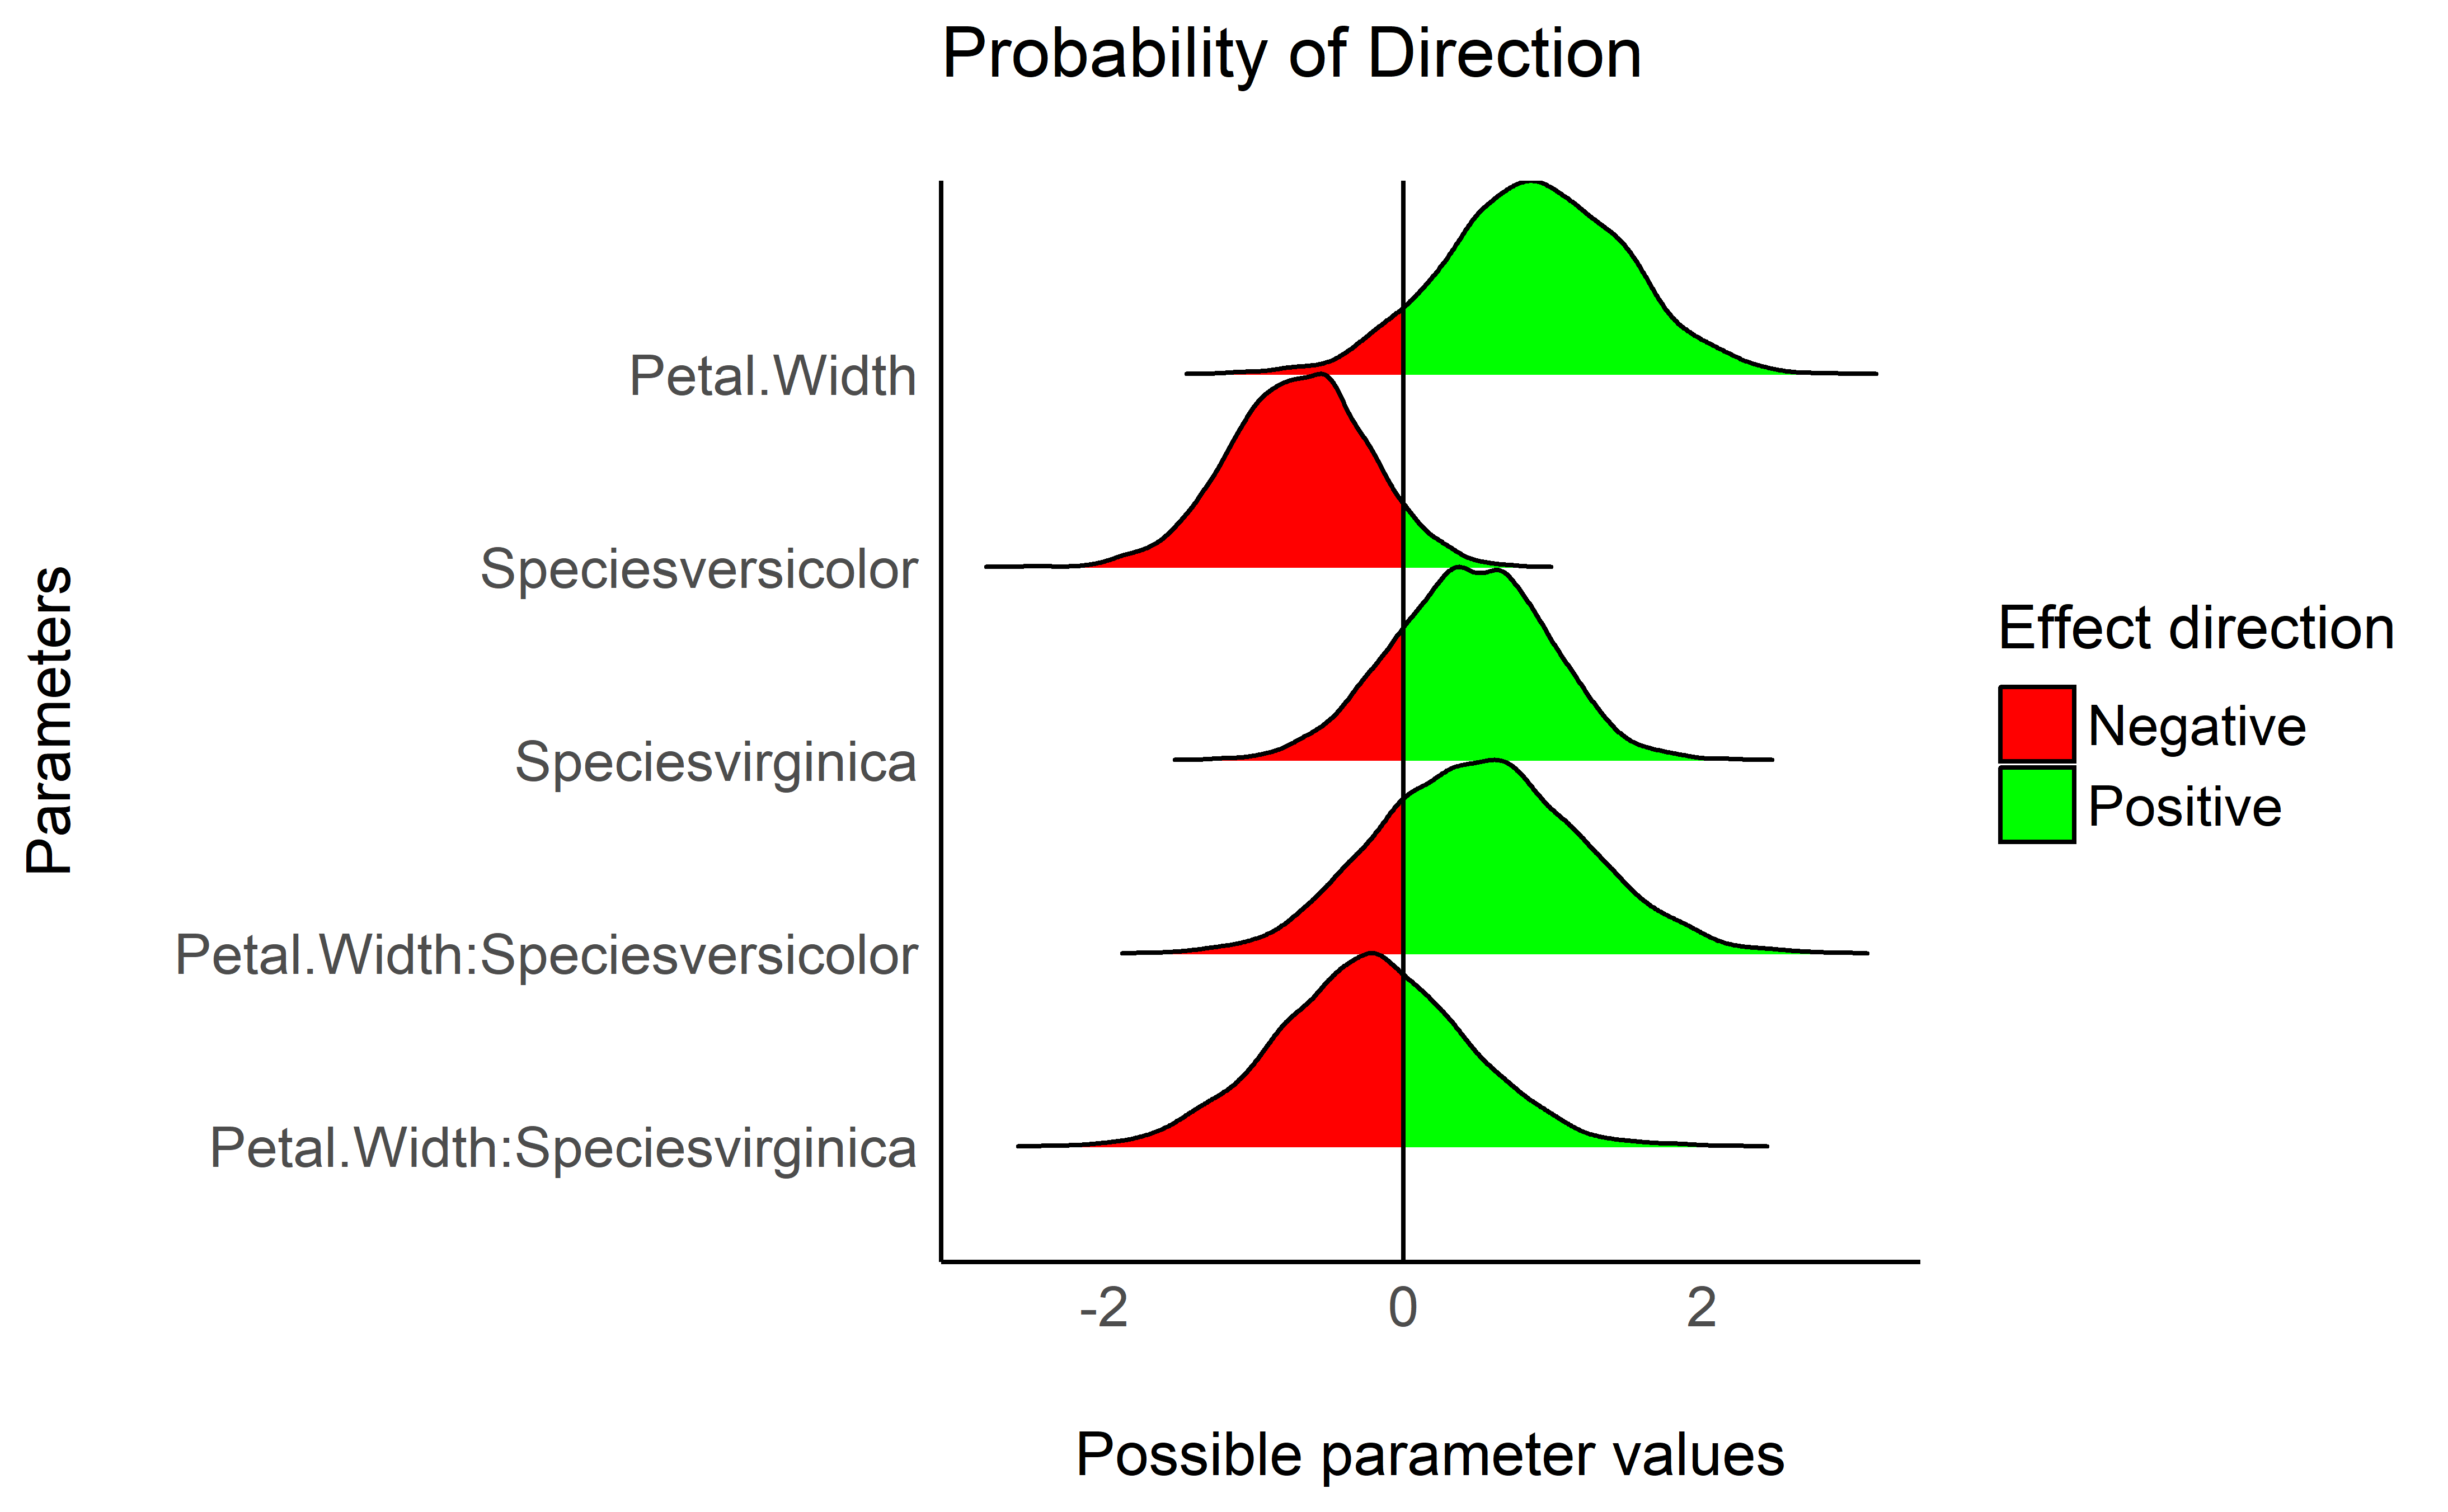 Probability of Direction
Parameters
Petal.Width
Speciesversicolor
Speciesvirginica
Petal.Width:Speciesversicolor
Petal.Width:Speciesvirginica
-2 0 2
Possible parameter values
Effect direction
Negative
Positive